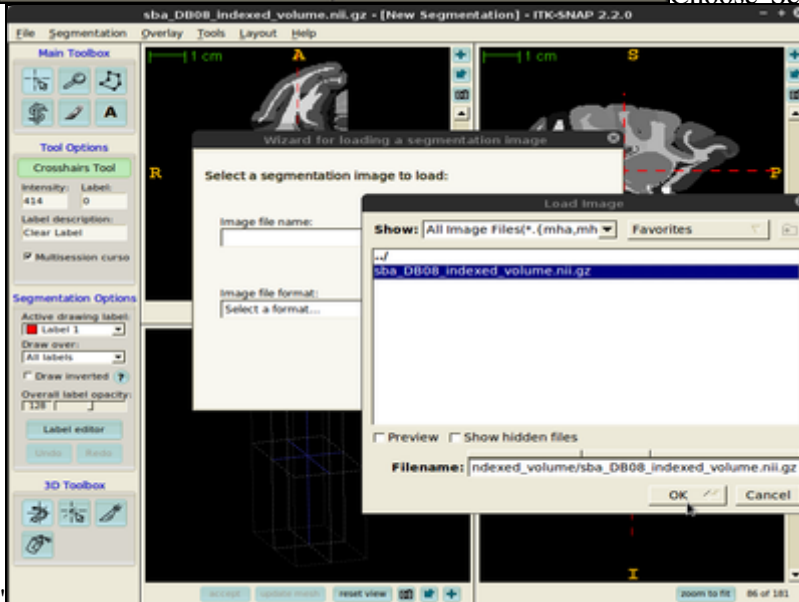 sba_DB08_indexed_volume.nii.gz - [New Segmentation] - ITK-SNAP 2.2.0
File Segmentation Overlay Tools Layout Help
Main Toolbox
A
Tool Options
Crosshairs Tool
Intensity: Label:
414 0
Label description:
Clear Label
Multisession curso
Segmentation Options
Active drawing label:
Label 1
Draw over:
All labels
Draw inverted ?
Overall label opacity:
128
Label editor
Undo Redo
3D Toolbox
1 cm
A
R
1 cm
S
P
Wizard for loading a segmentation image
Select a segmentation image to load:
Image file name:
Image file format:
Select a format...
Load Image
Show: All Image Files(*.{mha,mh
Favorites
../
sba_DB08_indexed_volume.nii.gz
Preview Show hidden files
Filename: ndexed_volume/sba_DB08_indexed_volume.nii.gz
OK Cancel
I
accept update mesh reset view
zoom to fit 86 of 181